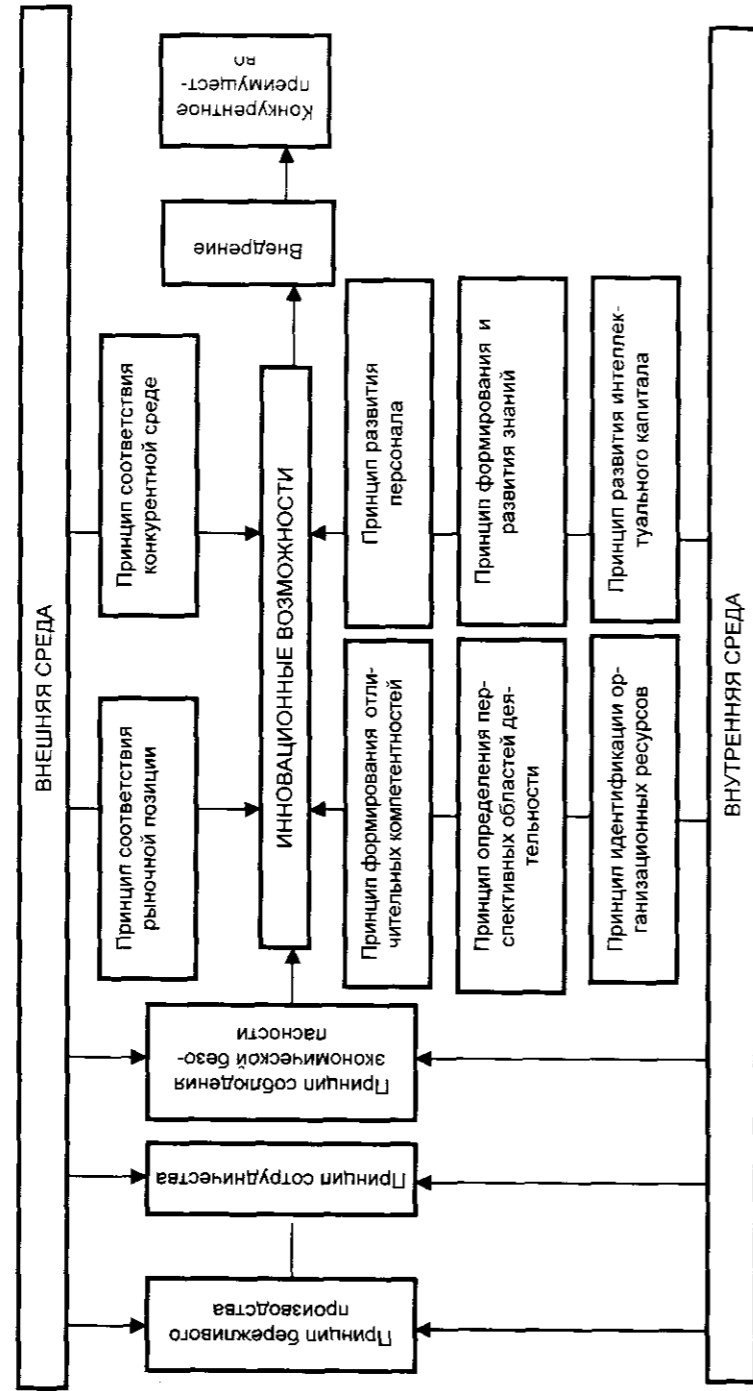 ВНЕШНЯЯ СРЕДА
Принцип бережливого
производства
Принцип сотрудничества
Принцип соблюдения
экономической безо-
пасности
Принцип соответствия
рыночной позиции
Принцип соответствия
конкурентной среде
ИННОВАЦИОННЫЕ ВОЗМОЖНОСТИ
Внедрение
Конкурентное
преимущест-
во
Принцип формирования отли-
чительных компетентностей
Принцип развития
персонала
Принцип определения пер-
спективных областей дея-
тельности
Принцип формирования и
развития знаний
Принцип идентификации ор-
ганизационных ресурсов
Принцип развития интеллек-
туального капитала
ВНУТРЕННЯЯ СРЕДА